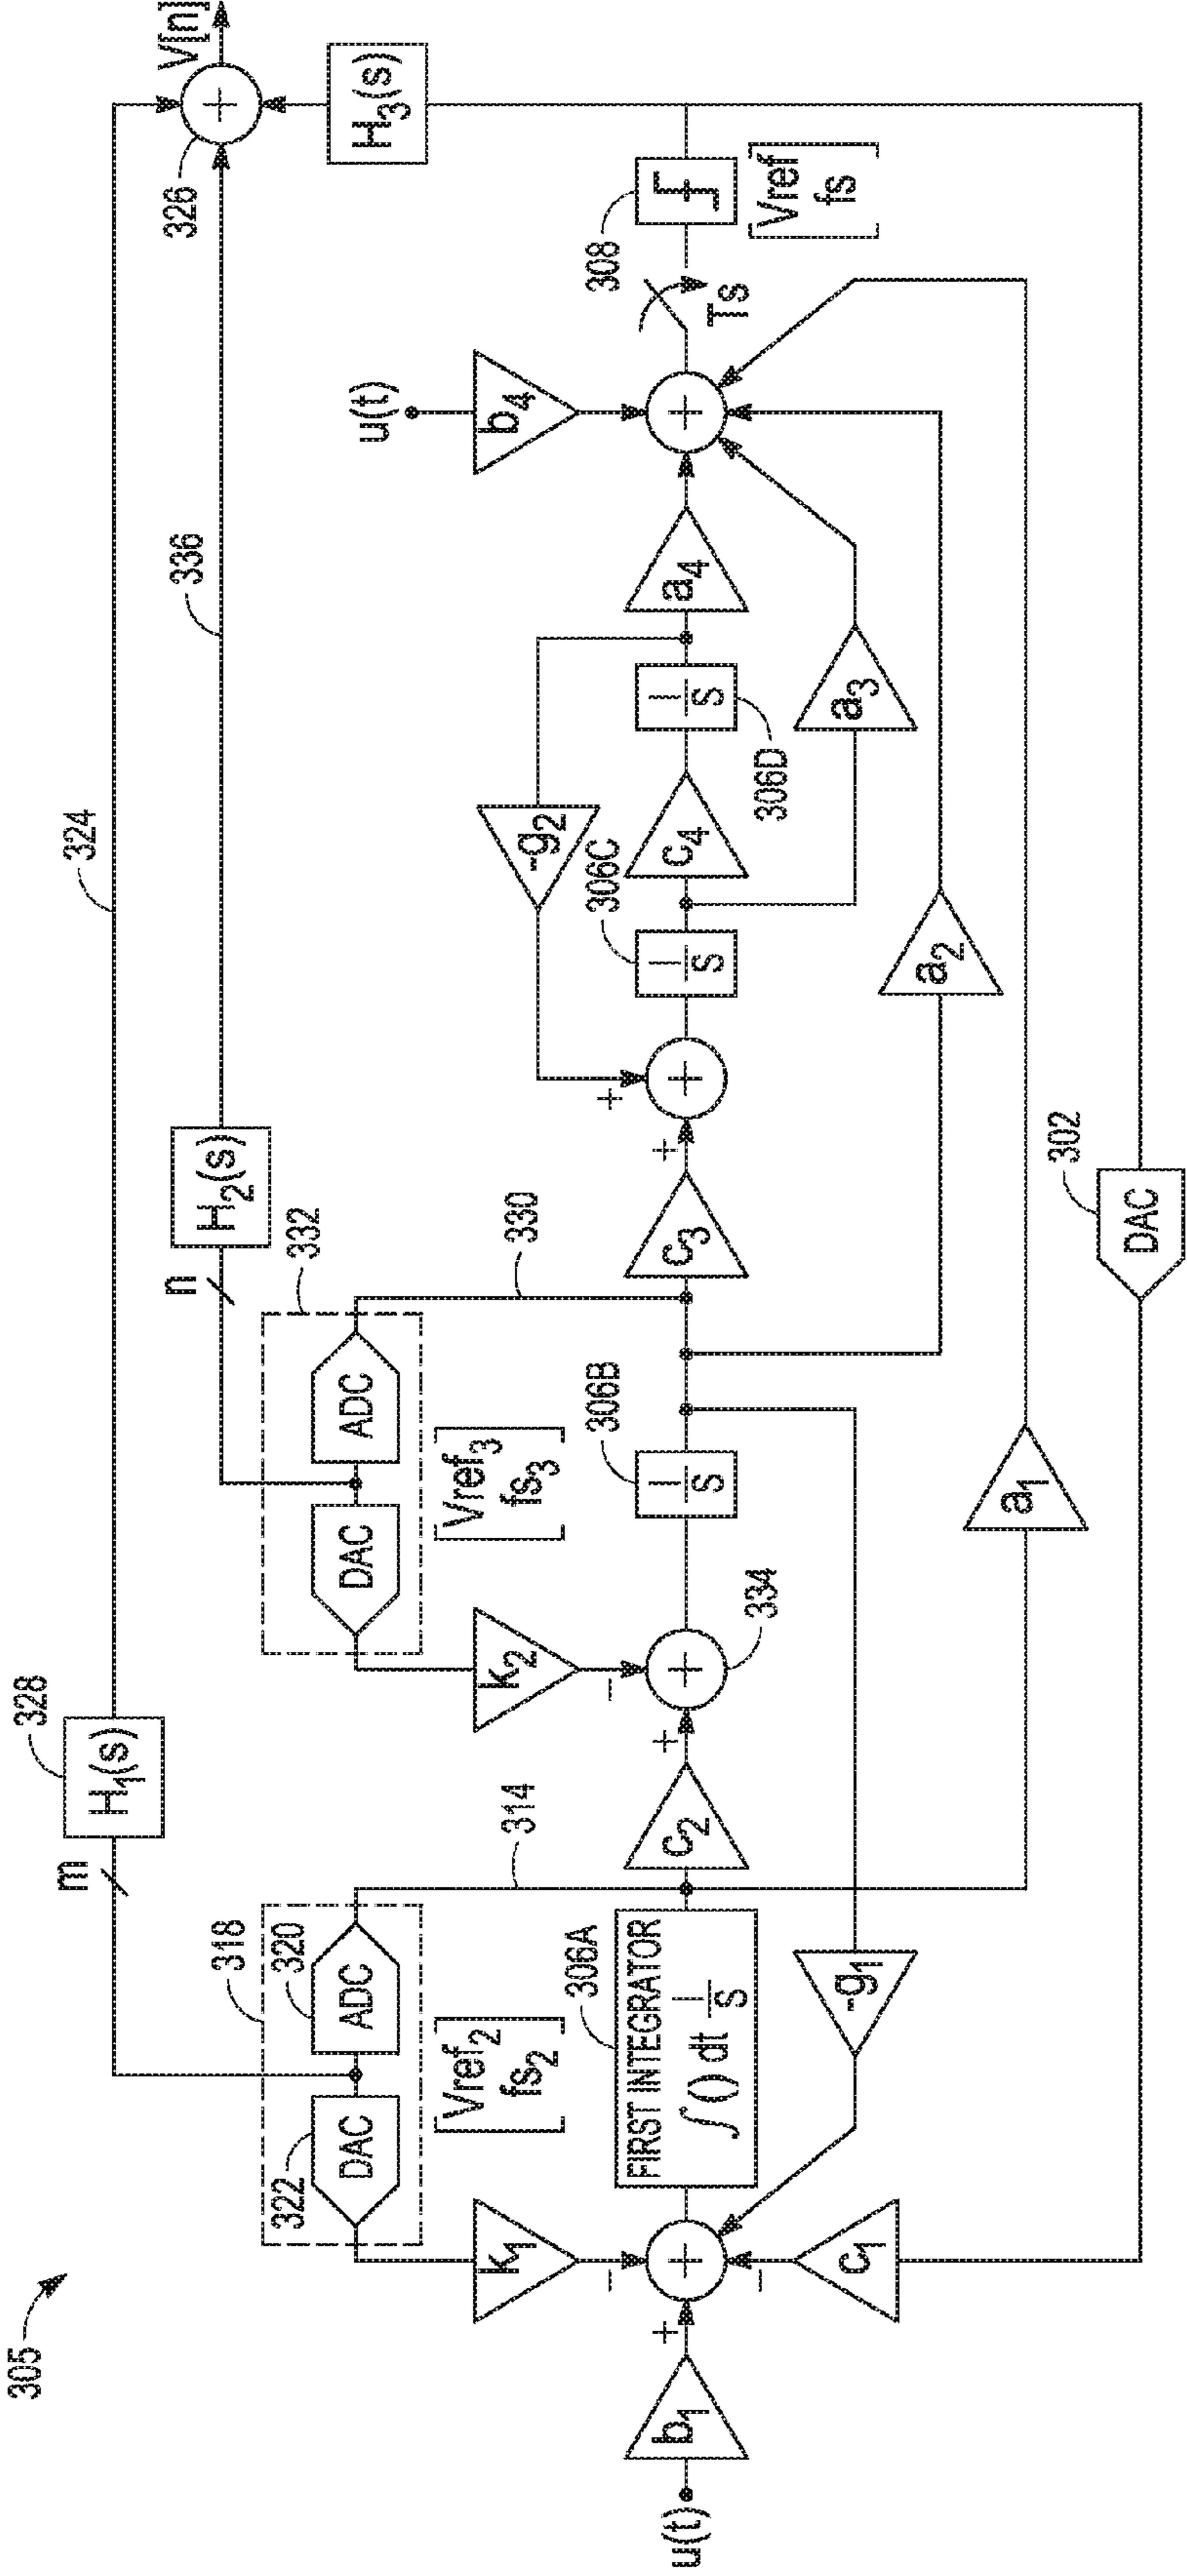 305
328
324
336
326
V[n]
m
H1(s)
n
H2(s)
H3(s)
318
322
DAC
320
ADC
332
DAC
ADC
330
314
Vref2
fs2
Vref3
fs3
k1
k2
-g2
u(t)
b4
306A
306B
306C
308
u(t)
b1
+
+
−
−
FIRST INTEGRATOR
∫() dt 1/S
c2
+
+
−
334
1/S
c3
+
+
+
1/S
c4
1/S
306D
a4
+
Ts
Vref
fs
-g1
c1
a3
a2
a1
302
DAC
+